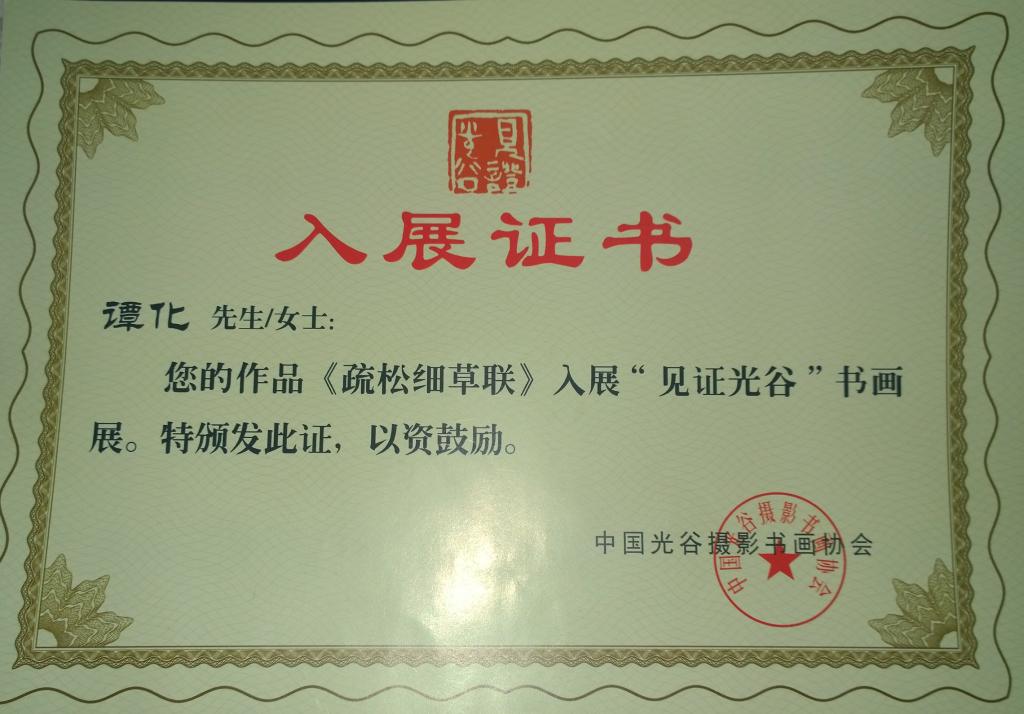 見證
光谷
入展证书
谭化 先生/女士:
您的作品《疏松细草联》入展“见证光谷”书画
展。特颁发此证，以资鼓励。
中国光谷摄影书画协会
中国光谷摄影书画协会